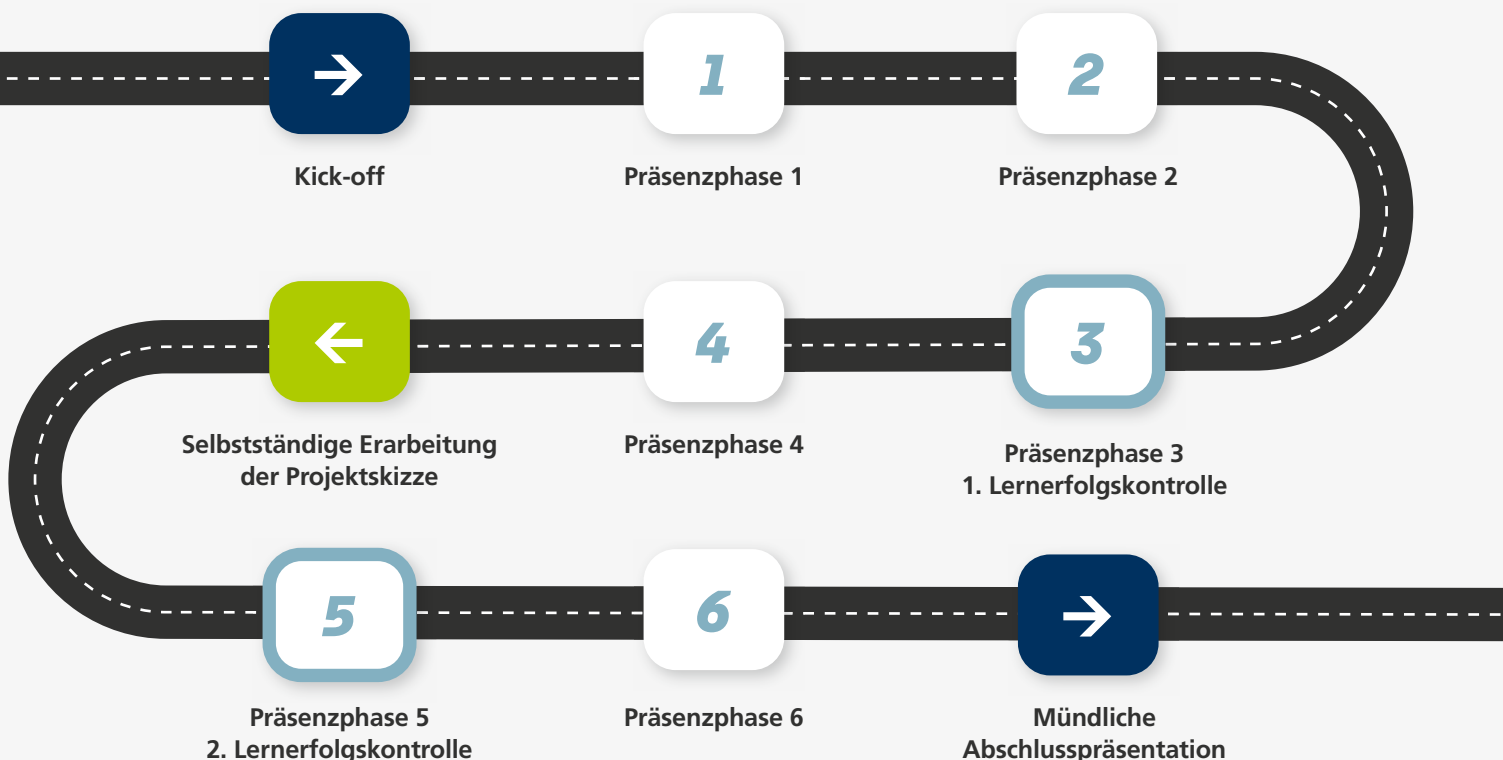 Kick-off
1
Präsenzphase 1
2
Präsenzphase 2
3
Präsenzphase 3
1. Lernerfolgskontrolle
4
Präsenzphase 4
Selbstständige Erarbeitung
der Projektskizze
5
Präsenzphase 5
2. Lernerfolgskontrolle
6
Präsenzphase 6
Mündliche
Abschlusspräsentation